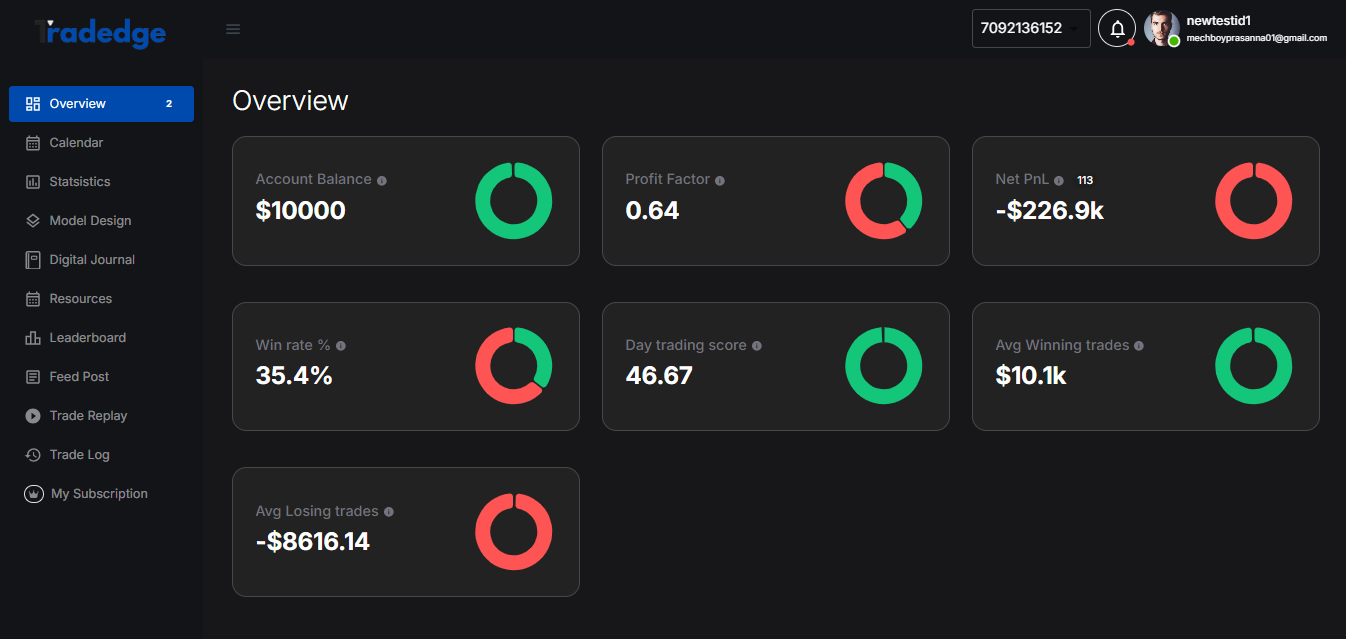 Tradedge
7092136152
newtestid1
mechboyprasanna01@gmail.com
Overview 2
Calendar
Statsistics
Model Design
Digital Journal
Resources
Leaderboard
Feed Post
Trade Replay
Trade Log
My Subscription
Overview
Account Balance
$10000
Profit Factor
0.64
Net PnL 113
-$226.9k
Win rate %
35.4%
Day trading score
46.67
Avg Winning trades
$10.1k
Avg Losing trades
-$8616.14